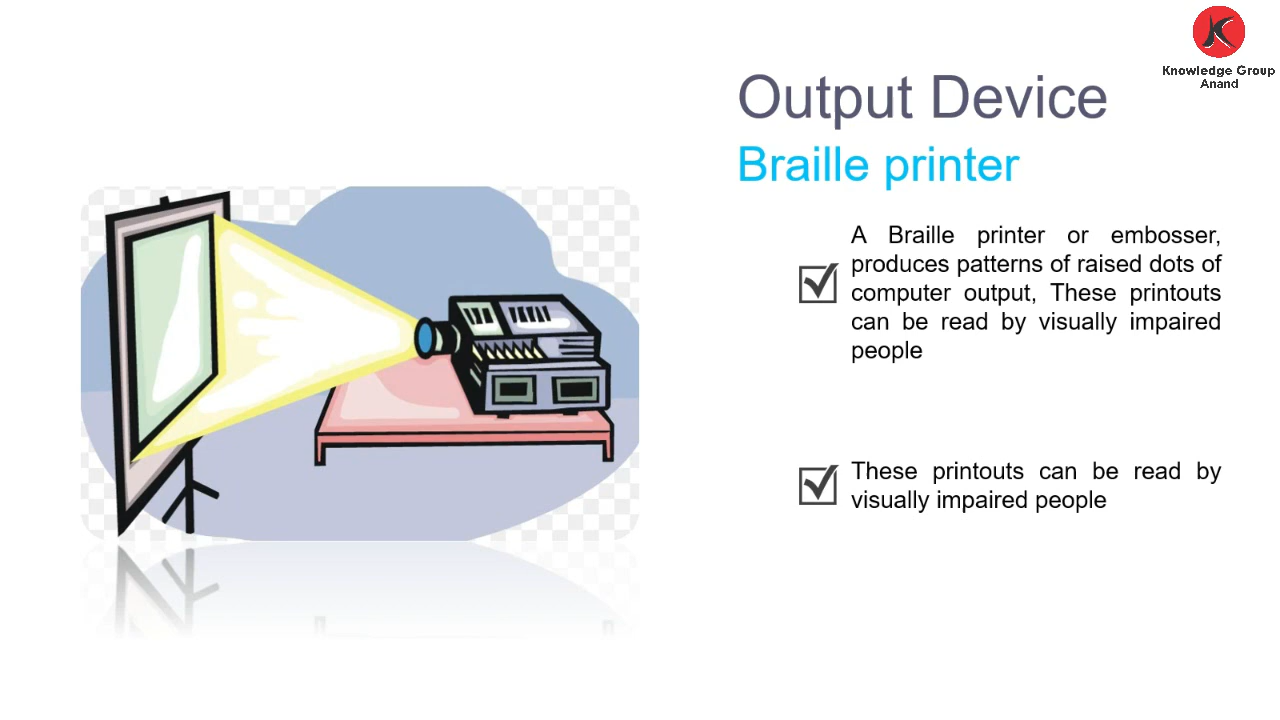 Knowledge Group
Anand
Output Device
Braille printer
A Braille printer or embosser,
produces patterns of raised dots of
computer output, These printouts
can be read by visually impaired
people
These printouts can be read by
visually impaired people